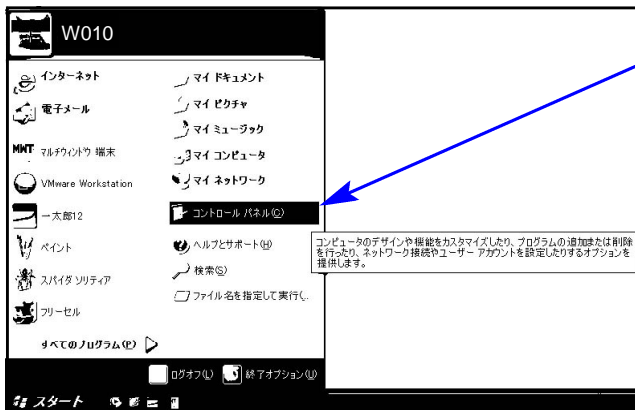 W010
インターネット
電子メール
MWT マルチウィンドウ 端末
VMware Workstation
一太郎12
ペイント
スパイダ ソリティア
フリーセル
すべてのプログラム(P)
マイ ドキュメント
マイ ピクチャ
マイ ミュージック
マイ コンピュータ
マイ ネットワーク
コントロール パネル(C)
ヘルプとサポート(H)
検索(S)
ファイル名を指定して実行(..
コンピュータのデザインや機能をカスタマイズしたり、プログラムの追加または削除
を行ったり、ネットワーク接続やユーザー アカウントを設定したりするオプションを
提供します。
ログオフ(L)
終了オプション(U)
スタート